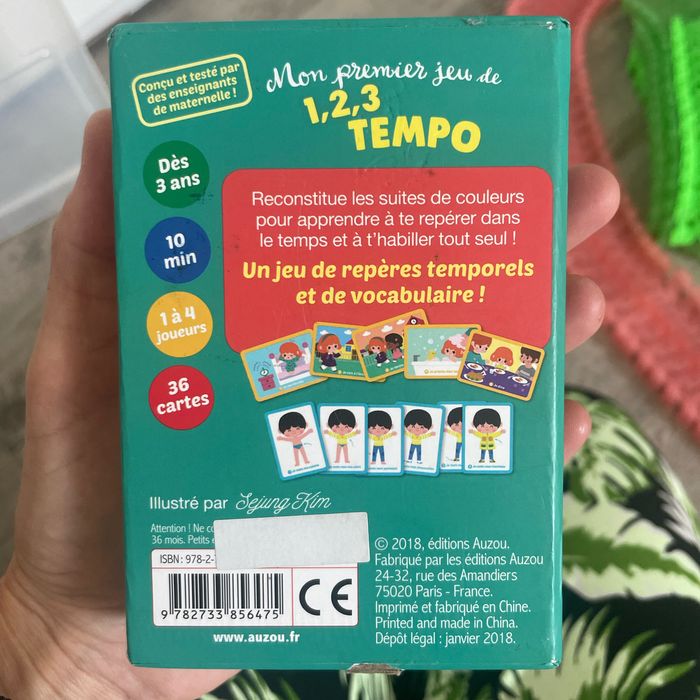 Conçu et testé par
des enseignants
de maternelle !
Mon premier jeu de
1,2,3
TEMPO
Dès
3 ans
10
min
1 à 4
joueurs
36
cartes
Reconstitue les suites de couleurs
pour apprendre à te repérer dans
le temps et à t'habiller tout seul !
Un jeu de repères temporels
et de vocabulaire !
Illustré par Sejung Kim
Attention ! Ne
36 mois. Petits
ISBN : 978-2-
9 782733 856475
CE
www.auzou.fr
© 2018, éditions Auzou.
Fabriqué par les éditions Auzou
24-32, rue des Amandiers
75020 Paris - France.
Imprimé et fabriqué en Chine.
Printed and made in China.
Dépôt légal : janvier 2018.